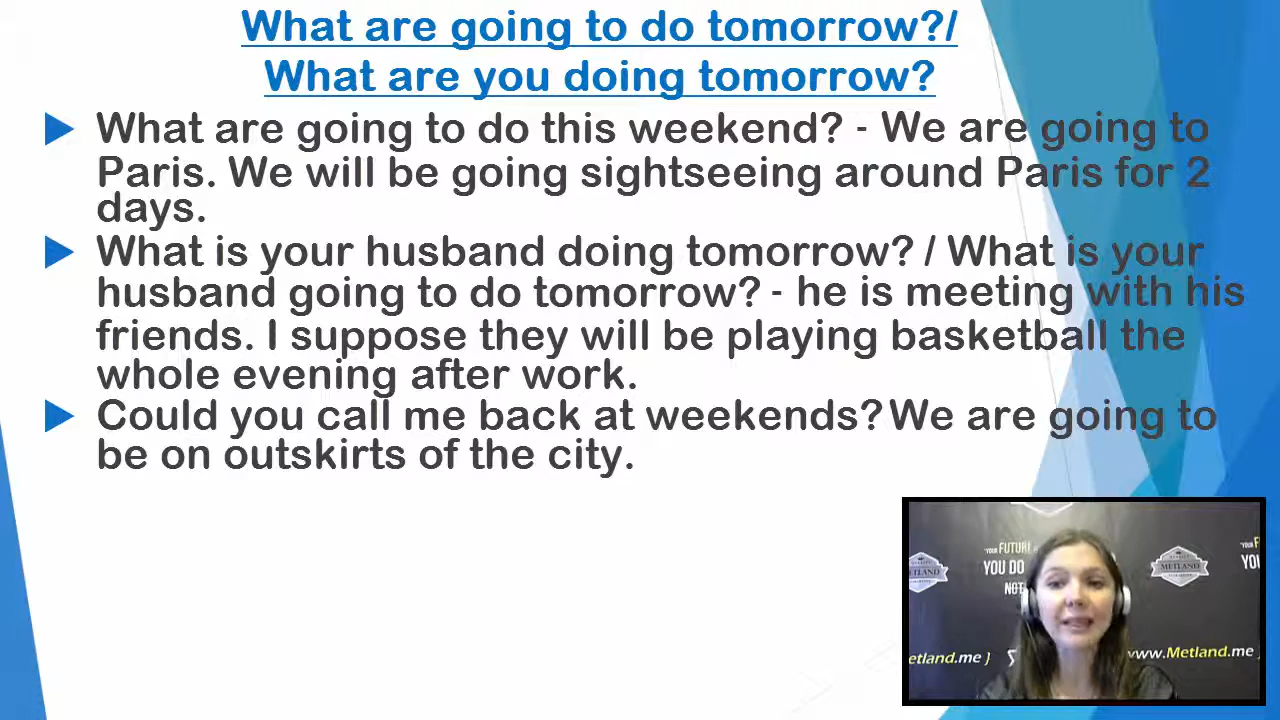 What are going to do tomorrow?/
What are you doing tomorrow?
What are going to do this weekend? - We are going to
Paris. We will be going sightseeing around Paris for 2
days.
What is your husband doing tomorrow? / What is your
husband going to do tomorrow? - he is meeting with his
friends. I suppose they will be playing basketball the
whole evening after work.
Could you call me back at weekends? We are going to
be on outskirts of the city.
"YOUR FUTURE
YOU DO
NOT
METLAND
etland.me }
www.Metland.me }